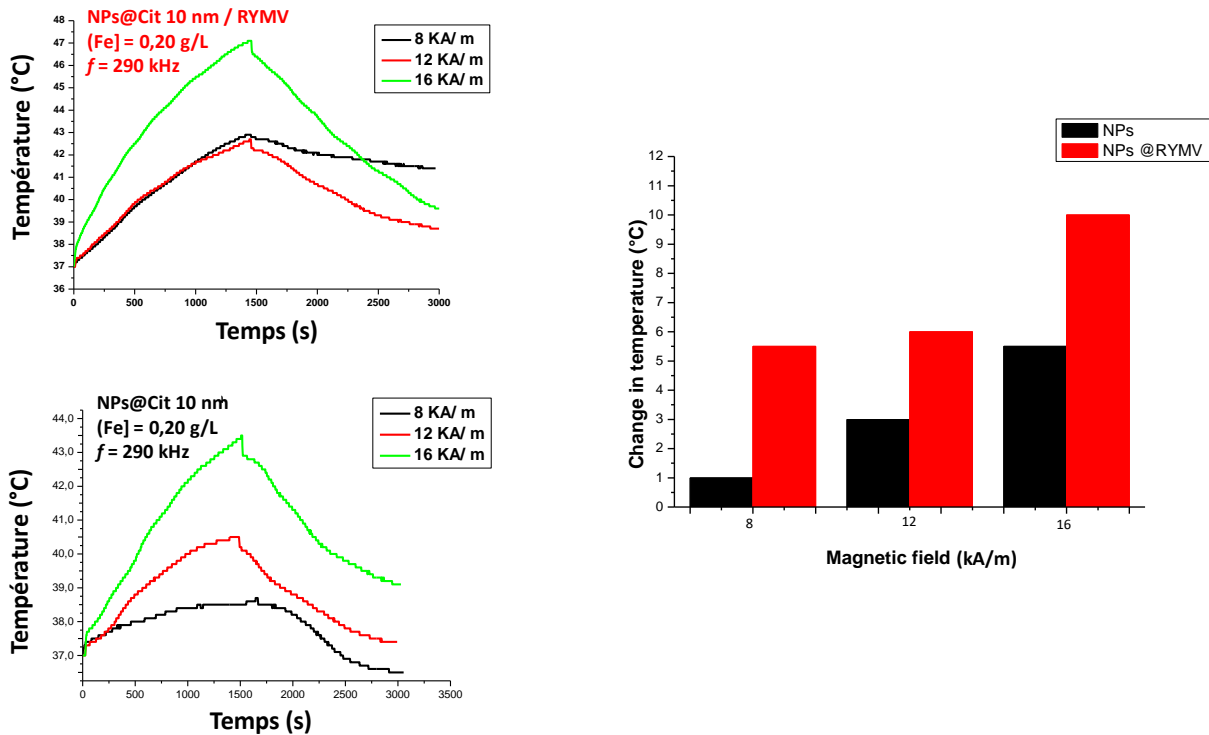 NPs@Cit 10 nm / RYMV
(Fe] = 0,20 g/L
f = 290 kHz
8 KA/ m
12 KA/ m
16 KA/ m
48
47
46
45
44
43
42
41
40
39
38
37
36
0 500 1000 1500 2000 2500 3000
Température (°C)
Temps (s)
NPs@Cit 10 nm
(Fe] = 0,20 g/L
f = 290 kHz
8 KA/ m
12 KA/ m
16 KA/ m
44,0
43,0
42,0
41,0
40,0
39,0
38,0
37,0
0 500 1000 1500 2000 2500 3000 3500
Température (°C)
Temps (s)
NPs
NPs @RYMV
12
11
10
9
8
7
6
5
4
3
2
1
0
8 12 16
Change in temperature (°C)
Magnetic field (kA/m)